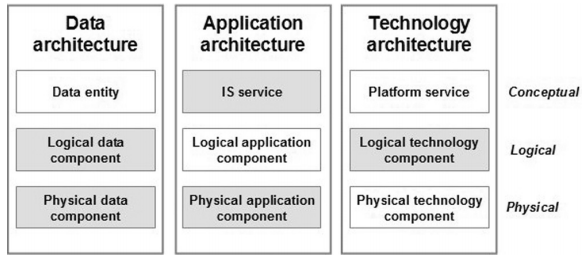 Data
architecture
Application
architecture
Technology
architecture
Data entity
IS service
Platform service
Conceptual
Logical data
component
Logical application
component
Logical technology
component
Logical
Physical data
component
Physical application
component
Physical technology
component
Physical